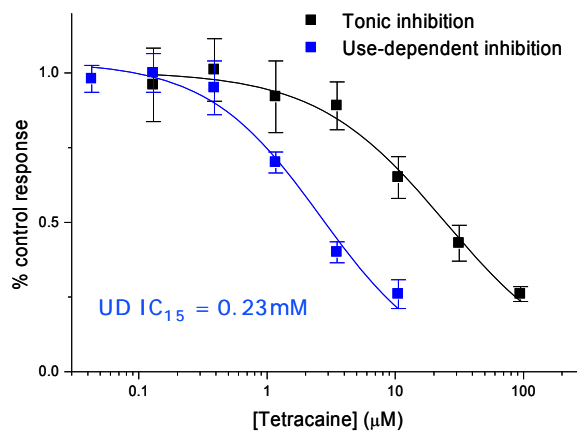 Tonic inhibition
Use-dependent inhibition
1.0
0.5
0.0
% control response
UD IC₁₅ = 0.23mM
0.1
1
10
100
[Tetracaine] (μM)